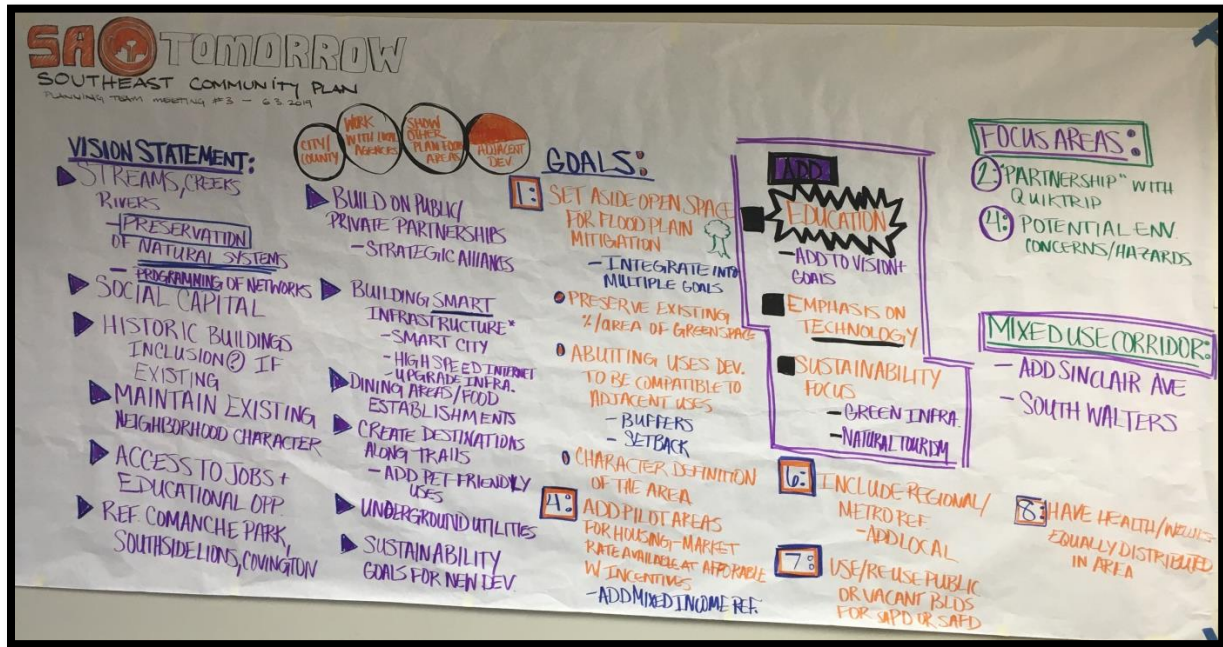 SA TOMORROW
SOUTHEAST COMMUNITY PLAN
PLANNING TEAM MEETING #3 - 6.3.2019
CITY/
COUNTY
WORK
WITH LOCAL
AGENCIES
SHOW
OTHER
PLAN FOCUS
AREAS
ADJACENT
DEV.
VISION STATEMENT:
STREAMS, CREEKS
RIVERS
- PRESERVATION
OF NATURAL SYSTEMS
- PROGRAMMING OF NETWORKS
SOCIAL CAPITAL
HISTORIC BUILDINGS
INCLUSION(?) IF
EXISTING
MAINTAIN EXISTING
NEIGHBORHOOD CHARACTER
ACCESS TO JOBS +
EDUCATIONAL OPP.
REF. COMANCHE PARK,
SOUTHSIDE LIONS, COVINGTON
BUILD ON PUBLIC/
PRIVATE PARTNERSHIPS
- STRATEGIIC ALLIANCES
BUILDING SMART
INFRASTRUCTURE*
- SMART CITY
- HIGH SPEED INTERNET
- UPGRADE INFRA.
DINING AREAS/FOOD
ESTABLISHMENTS
CREATE DESTINATIONS
ALONG TRAILS
- ADD PET FRIENDLY
USES
UNDERGROUND UTILITIES
SUSTAINABILITY
GOALS FOR NEW DEV.
GOALS:
1: SET ASIDE OPEN SPACE
FOR FLOOD PLAIN
MITIGATION
- INTEGRATE INTO
MULTIPLE GOALS
PRESERVE EXISTING
%/AREA OF GREENSPACE
ABUTTING USES DEV.
TO BE COMPATIBLE TO
ADJACENT USES
- BUFFERS
- SETBACK
CHARACTER DEFINITION
OF THE AREA
4: ADD PILOT AREAS
FOR HOUSING - MARKET
RATE AVAILABLE AT AFFORABLE
W INCENTIVES
- ADD MIXED INCOME REF.
ADD
EDUCATION
- ADD TO VISION +
GOALS
EMPHASIS ON
TECHNOLOGY
SUSTAINABILITY
FOCUS
- GREEN INFRA.
- NATURAL TOURISM
6: INCLUDE REGIONAL/
METRO REF
- ADD LOCAL
7: USE/RE-USE PUBLIC
OR VACANT BLDS
FOR SAPD OR SAFD
FOCUS AREAS:
2: "PARTNERSHIP" WITH
QUIKTRIP
4: POTENTIAL ENV.
CONCERNS/HAZARDS
MIXED USE CORRIDOR:
- ADD SINCLAIR AVE
- SOUTH WALTERS
8: HAVE HEALTH/
EQUALLY DISTRIBUTED
IN AREA